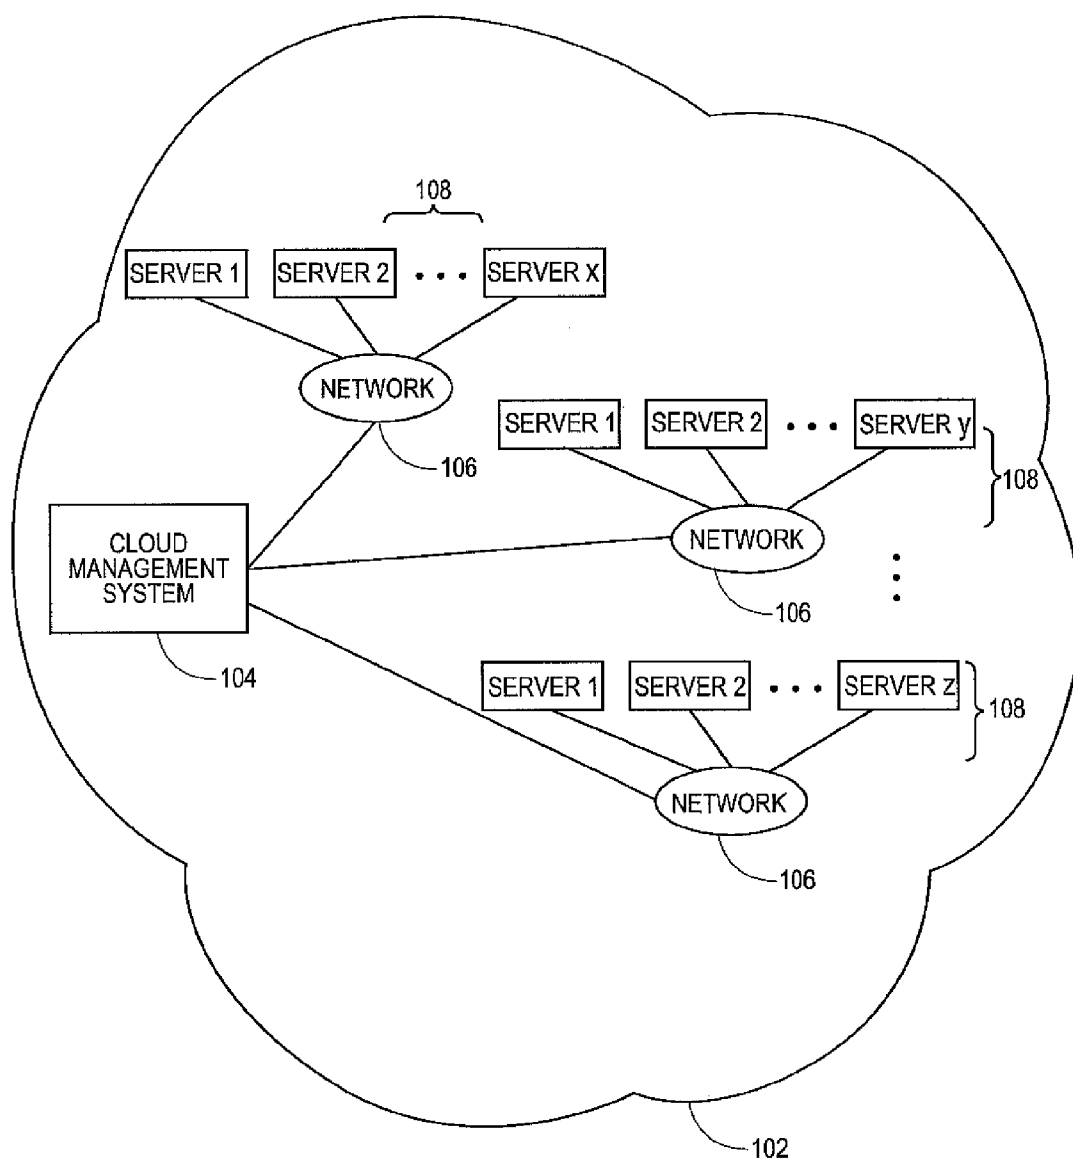 108
SERVER 1
SERVER 2
SERVER X
NETWORK
106
SERVER 1
SERVER 2
SERVER y
108
NETWORK
106
CLOUD
MANAGEMENT
SYSTEM
104
SERVER 1
SERVER 2
SERVER Z
108
NETWORK
106
102